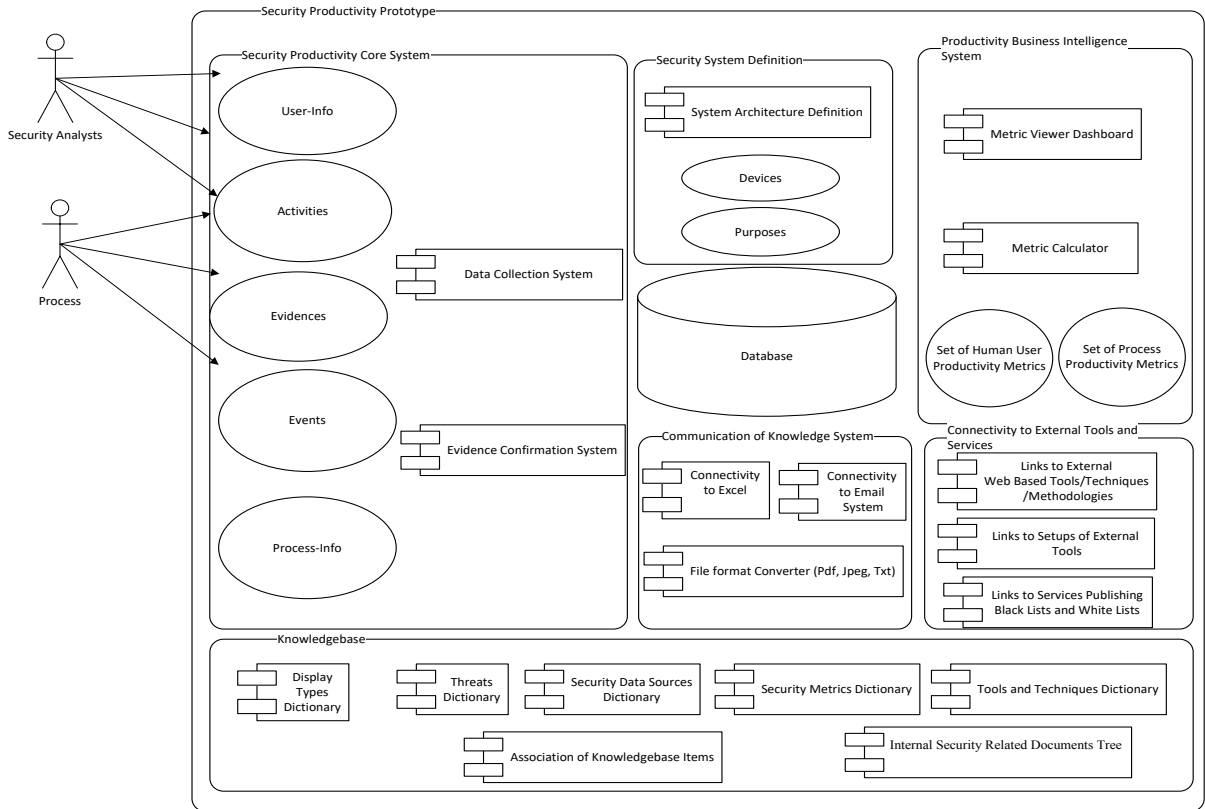 Security Productivity Prototype
Security Analysts
Process
Security Productivity Core System
User-Info
Activities
Evidences
Events
Process-Info
Data Collection System
Evidence Confirmation System
Security System Definition
System Architecture Definition
Devices
Purposes
Database
Productivity Business Intelligence
System
Metric Viewer Dashboard
Metric Calculator
Set of Human User
Productivity Metrics
Set of Process
Productivity Metrics
Communication of Knowledge System
Connectivity
to Excel
Connectivity
to Email
System
File format Converter (Pdf, Jpeg, Txt)
Connectivity to External Tools and
Services
Links to External
Web Based Tools/Techniques
/Methodologies
Links to Setups of External
Tools
Links to Services Publishing
Black Lists and White Lists
Knowledgebase
Display
Types
Dictionary
Threats
Dictionary
Security Data Sources
Dictionary
Security Metrics Dictionary
Tools and Techniques Dictionary
Association of Knowledgebase Items
Internal Security Related Documents Tree